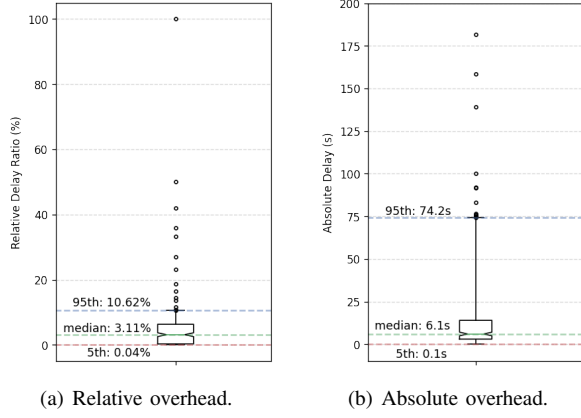 100
80
60
40
20
0
Relative Delay Ratio (%)
95th: 10.62%
median: 3.11%
5th: 0.04%
(a) Relative overhead.
200
175
150
125
100
75
50
25
0
Absolute Delay (s)
95th: 74.2s
median: 6.1s
5th: 0.1s
(b) Absolute overhead.